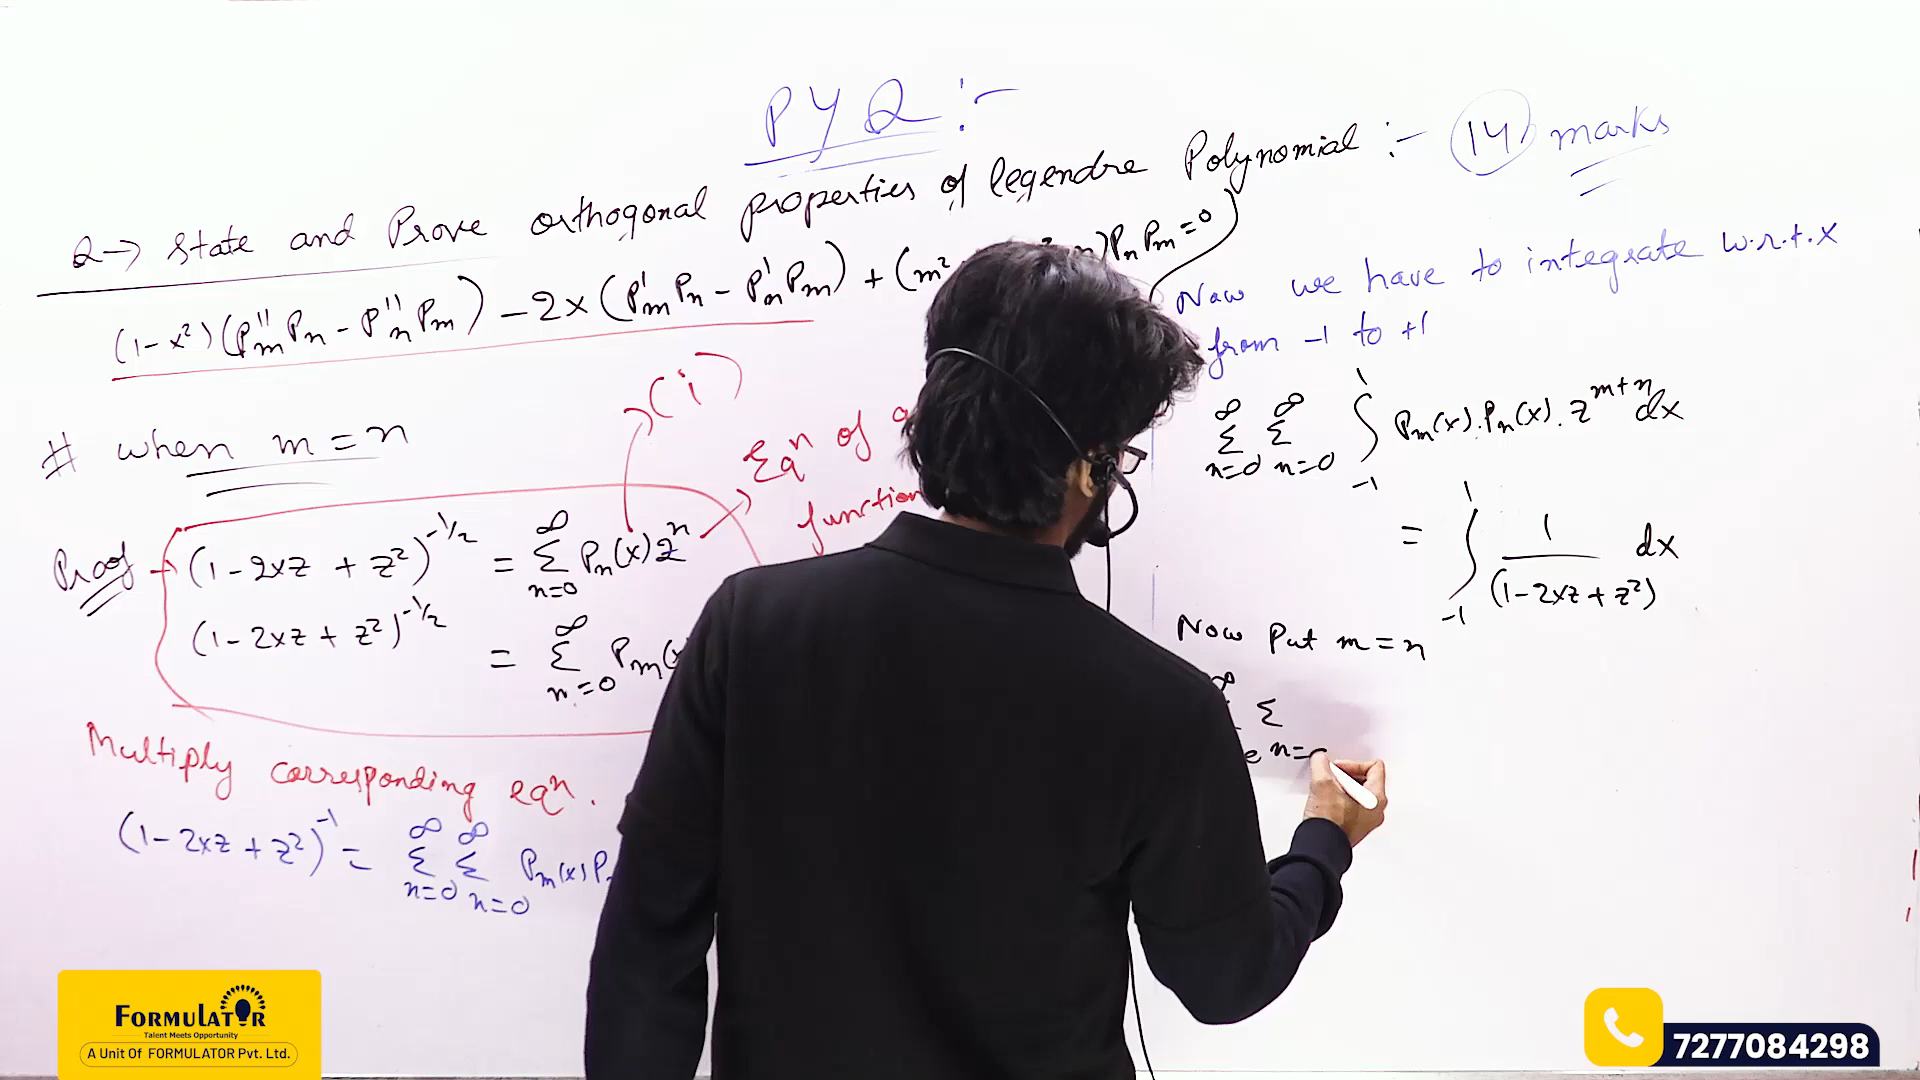 PYQ :-
Q→ State and Prove orthogonal properties of legendre Polynomial :- (14) marks
(1-x²)(P''ₘPₙ - P''ₙPₘ) - 2x(P'ₘPₙ - P'ₙPₘ) + (m² )PₙPₘ=0
# when m = n
(i)
Eqⁿ of
function
Proof → (1-2xz + z²)^-1/2 = ∞ Σ n=0 Pₙ(x)zⁿ
(1-2xz + z²)^-1/2 = ∞ Σ n=0 Pₘ(x
Multiply corresponding eqⁿ.
(1-2xz + z²)^-1 = ∞ Σ n=0 ∞ Σ n=0 Pₘ(x)P
Now we have to integrate w.r.t.x
from -1 to +1
∞ Σ n=0 ∞ Σ n=0 ∫ 1 -1 Pₘ(x).Pₙ(x).z^m+n dx
= ∫ 1 -1 1/(1-2xz+z²) dx
Now Put m = n
∞ Σ n=
FORMULATOR
Talent Meets Opportunity
A Unit Of FORMULATOR Pvt. Ltd.
7277084298